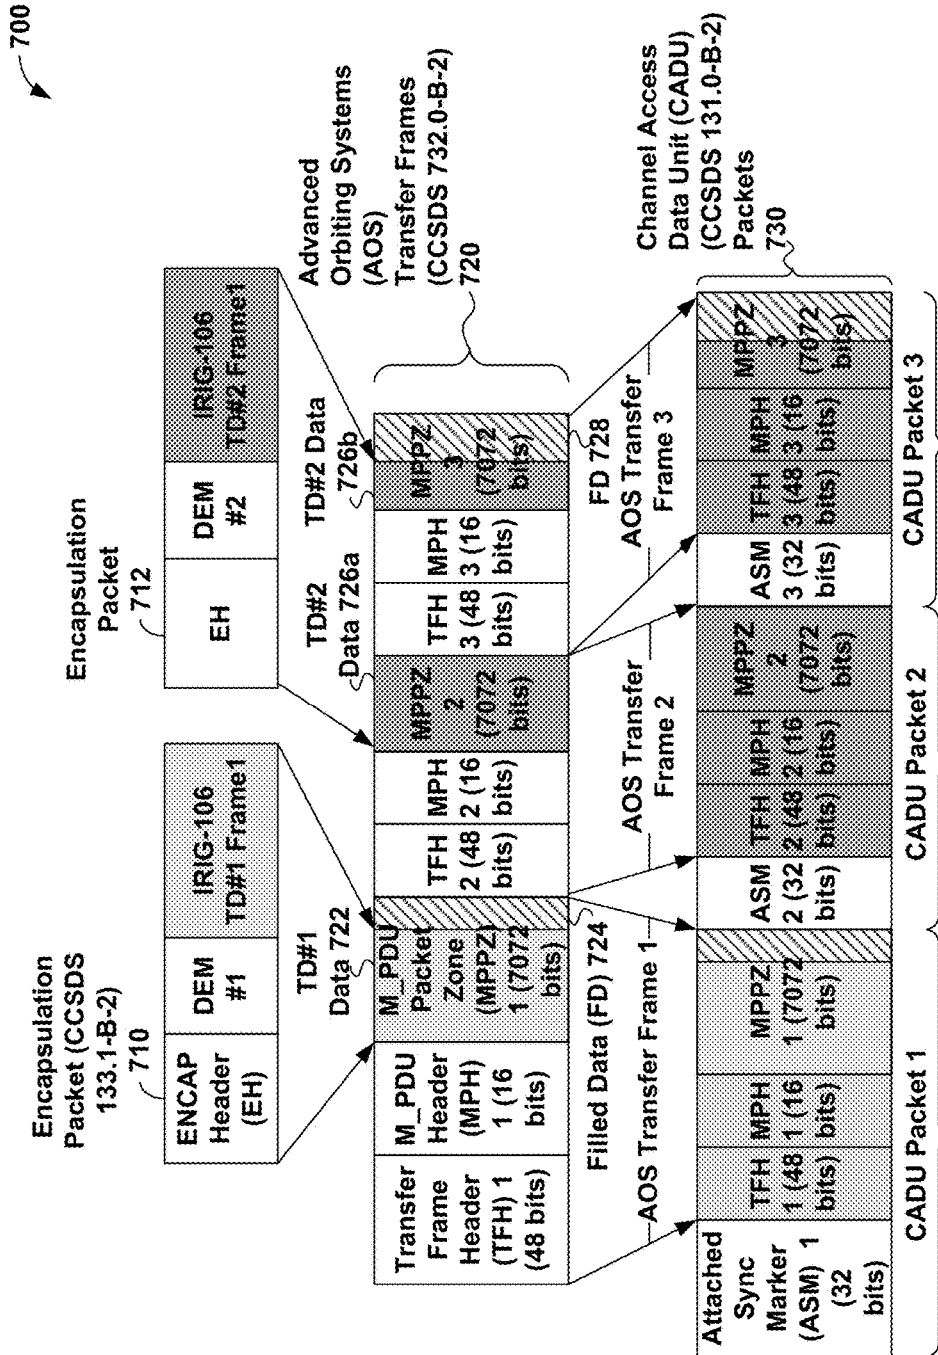 700
Encapsulation
Packet (CCSDS
133.1-B-2)
710
ENCAP
Header
(EH)
DEM
#1
IRIG-106
TD#1 Frame1
Encapsulation
Packet
712
EH
DEM
#2
IRIG-106
TD#2 Frame1
Advanced
Orbiting Systems
(AOS)
Transfer Frames
(CCSDS 732.0-B-2)
720
TD#1
Data 722
TD#2
Data 726a
TD#2 Data
726b
Transfer
Frame
Header
(TFH) 1
(48 bits)
M_PDU
Header
(MPH)
1 (16
bits)
M_PDU
Packet
Zone
(MPPZ)
1 (7072
bits)
TFH
2 (48
bits)
MPH
2 (16
bits)
MPPZ
2
(7072
bits)
TFH
3 (48
bits)
MPH
3 (16
bits)
MPPZ
3
(7072
bits)
Filled Data (FD) 724
FD 728
AOS Transfer Frame 1
AOS Transfer
Frame 2
AOS Transfer
Frame 3
Channel Access
Data Unit (CADU)
(CCSDS 131.0-B-2)
Packets
730
Attached
Sync
Marker
(ASM) 1
(32
bits)
TFH
1 (48
bits)
MPH
1 (16
bits)
MPPZ
1 (7072
bits)
ASM
2 (32
bits)
TFH
2 (48
bits)
MPH
2 (16
bits)
MPPZ
2
(7072
bits)
ASM
3 (32
bits)
TFH
3 (48
bits)
MPH
3 (16
bits)
MPPZ
3
(7072
bits)
CADU Packet 1
CADU Packet 2
CADU Packet 3